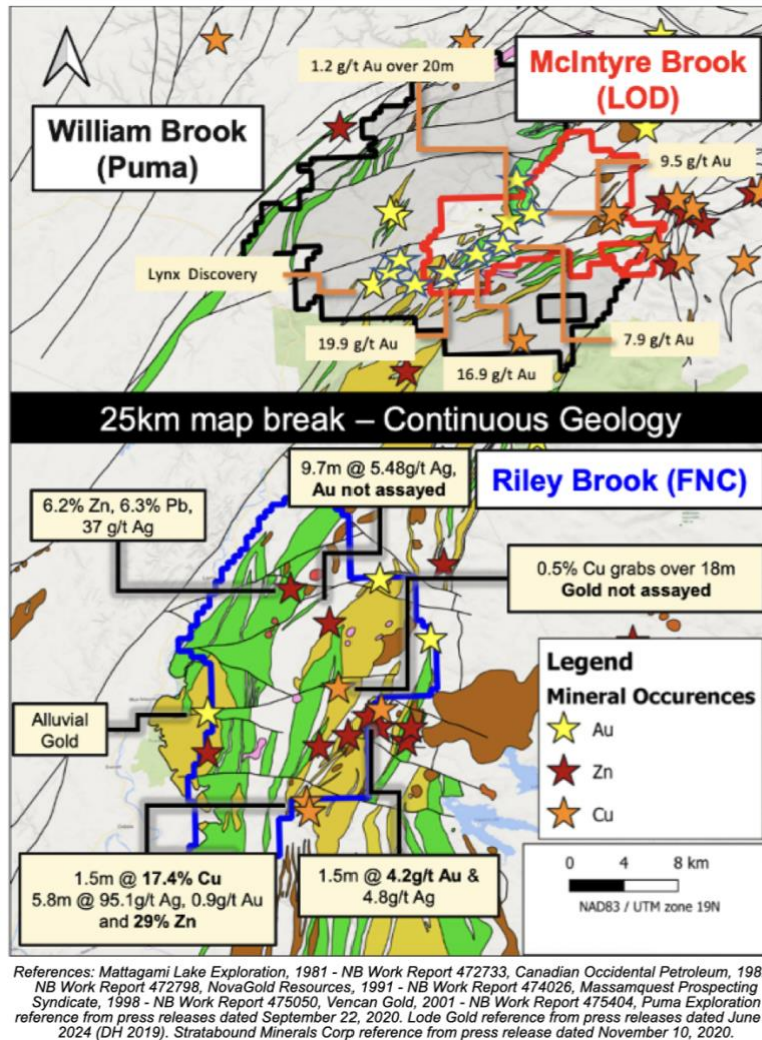 1.2 g/t Au over 20m
McIntyre Brook
(LOD)
William Brook
(Puma)
9.5 g/t Au
Lynx Discovery
19.9 g/t Au
7.9 g/t Au
16.9 g/t Au
25km map break – Continuous Geology
9.7m @ 5.48g/t Ag,
Au not assayed
Riley Brook (FNC)
6.2% Zn, 6.3% Pb,
37 g/t Ag
0.5% Cu grabs over 18m
Gold not assayed
Legend
Mineral Occurences
Au
Zn
Cu
Alluvial
Gold
1.5m @ 17.4% Cu
5.8m @ 95.1g/t Ag, 0.9g/t Au
and 29% Zn
1.5m @ 4.2g/t Au &
4.8g/t Ag
0 4 8 km
NAD83 / UTM zone 19N
References: Mattagami Lake Exploration, 1981 - NB Work Report 472733, Canadian Occidental Petroleum, 198
NB Work Report 472798, NovaGold Resources, 1991 - NB Work Report 474026, Massamquest Prospecting
Syndicate, 1998 - NB Work Report 475050, Vencan Gold, 2001 - NB Work Report 475404, Puma Exploration
reference from press releases dated September 22, 2020. Lode Gold reference from press releases dated June
2024 (DH 2019). Stratabound Minerals Corp reference from press release dated November 10, 2020.